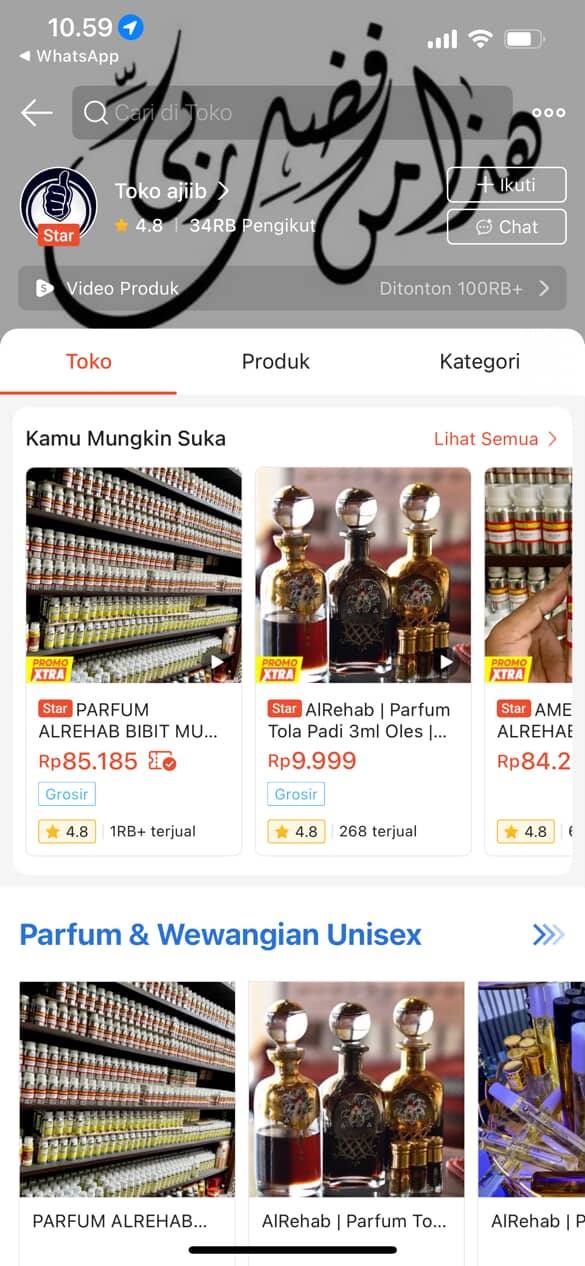 10.59
◀ WhatsApp
هذا من فضل ربي
Cari di Toko
Toko ajiib
Star
4.8 | 34RB Pengikut
+ Ikuti
Chat
Video Produk
Ditonton 100RB+
Toko
Produk
Kategori
Kamu Mungkin Suka
Lihat Semua
PROMO
XTRA
Star PARFUM
ALREHAB BIBIT MU...
Rp85.185
Grosir
4.8 | 1RB+ terjual
PROMO
XTRA
Star AlRehab | Parfum
Tola Padi 3ml Oles |...
Rp9.999
Grosir
4.8 | 268 terjual
PROMO
XTRA
Star AME
ALREHAB
Rp84.2
4.8
Parfum & Wewangian Unisex
PARFUM ALREHAB...
AlRehab | Parfum To...
AlRehab | P